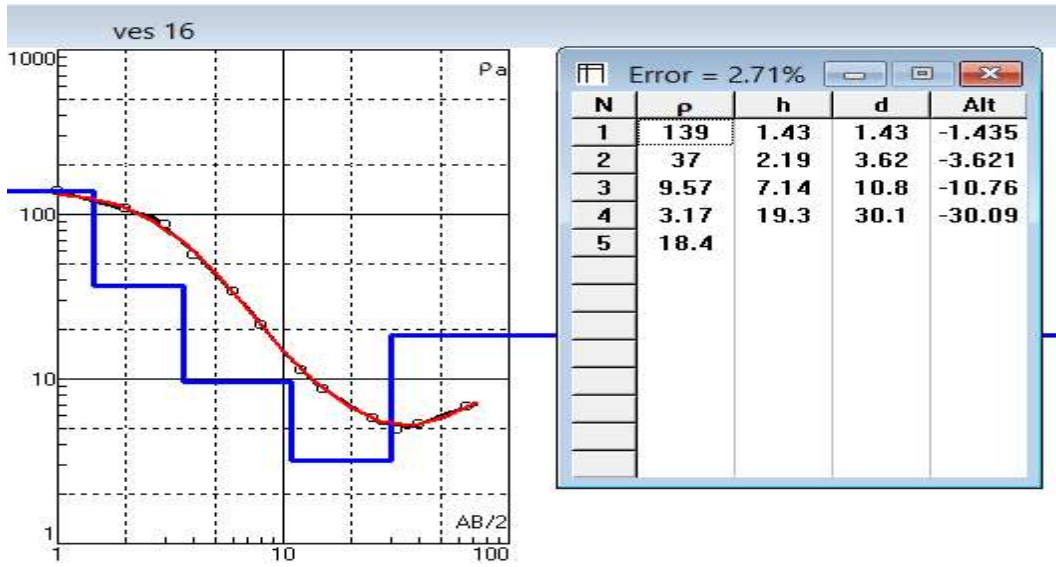 ves 16
1000
Pa
100
10
1
AB/2
1 10 100
Error = 2.71%
N ρ h d Alt
1 139 1.43 1.43 -1.435
2 37 2.19 3.62 -3.621
3 9.57 7.14 10.8 -10.76
4 3.17 19.3 30.1 -30.09
5 18.4